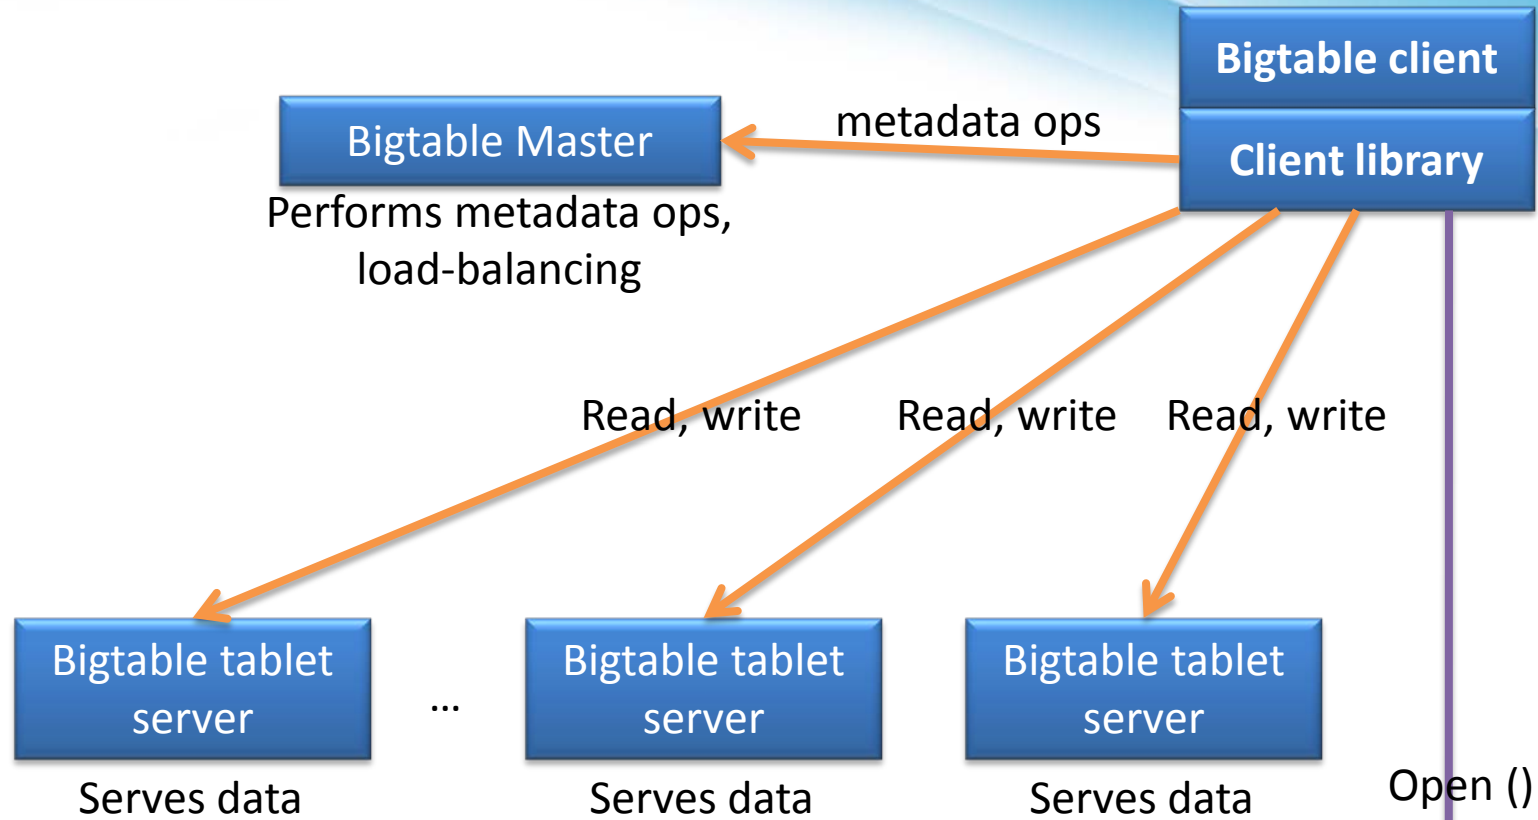 Bigtable client
Client library
metadata ops
Bigtable Master
Performs metadata ops,
load-balancing
Read, write
Read, write
Read, write
Bigtable tablet
server
...
Bigtable tablet
server
Bigtable tablet
server
Serves data
Serves data
Serves data
Open ()